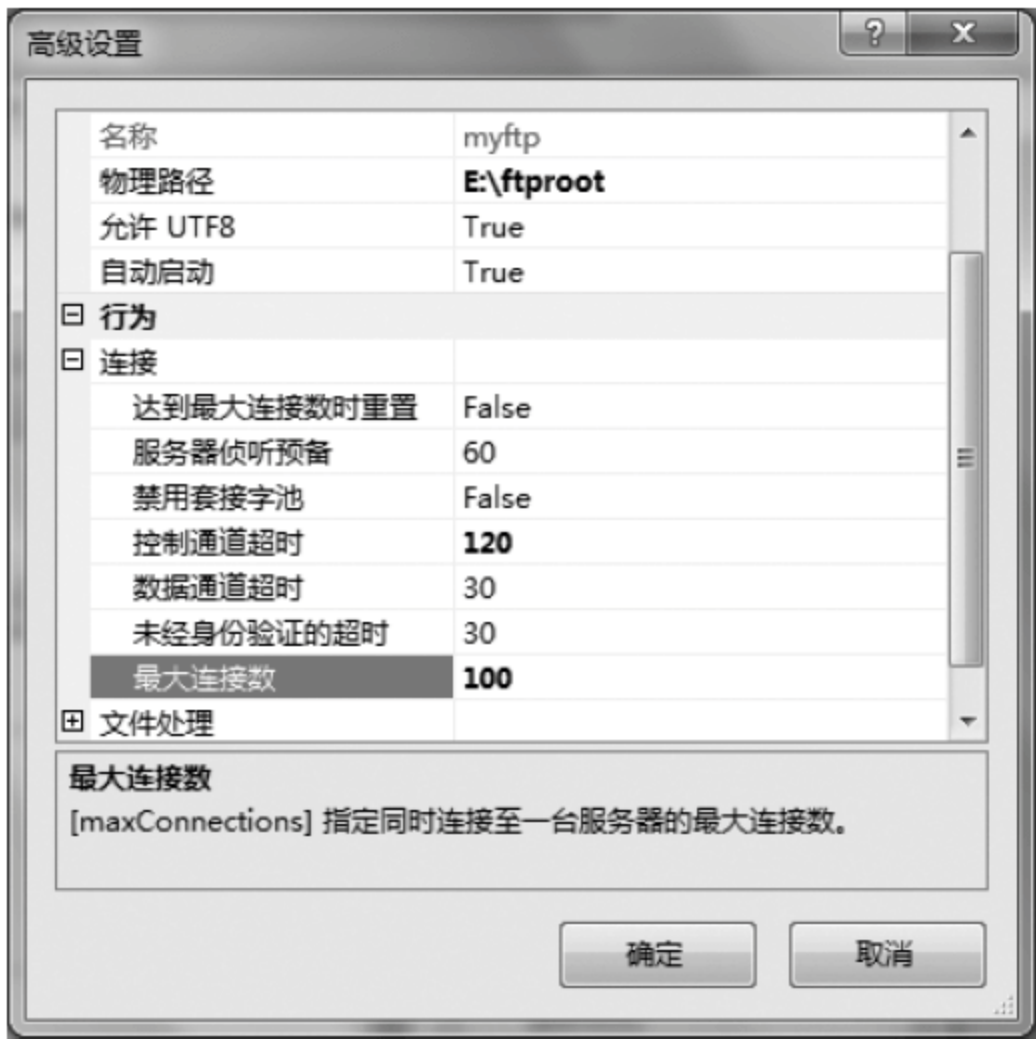 高级设置
名称 myftp
物理路径 E:\ftproot
允许 UTF8 True
自动启动 True
行为
连接
达到最大连接数时重置 False
服务器侦听预备 60
禁用套接字池 False
控制通道超时 120
数据通道超时 30
未经身份验证的超时 30
最大连接数 100
文件处理
最大连接数
[maxConnections] 指定同时连接至一台服务器的最大连接数。
确定 取消